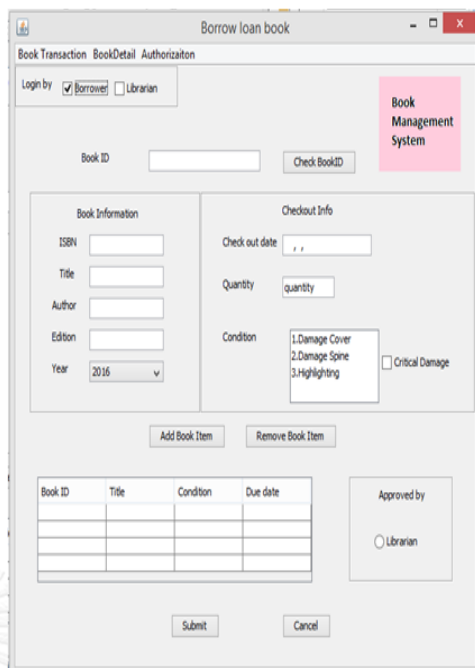 Borrow loan book
Book Transaction BookDetail Authorizaiton
Login by Borrower Librarian
Book
Management
System
Book ID Check BookID
Book Information
ISBN
Title
Author
Edition
Year 2016
Checkout Info
Check out date , ,
Quantity quantity
Condition
1.Damage Cover
2.Damage Spine
3.Highlighting
Critical Damage
Add Book Item Remove Book Item
Book ID Title Condition Due date
Approved by
Librarian
Submit Cancel